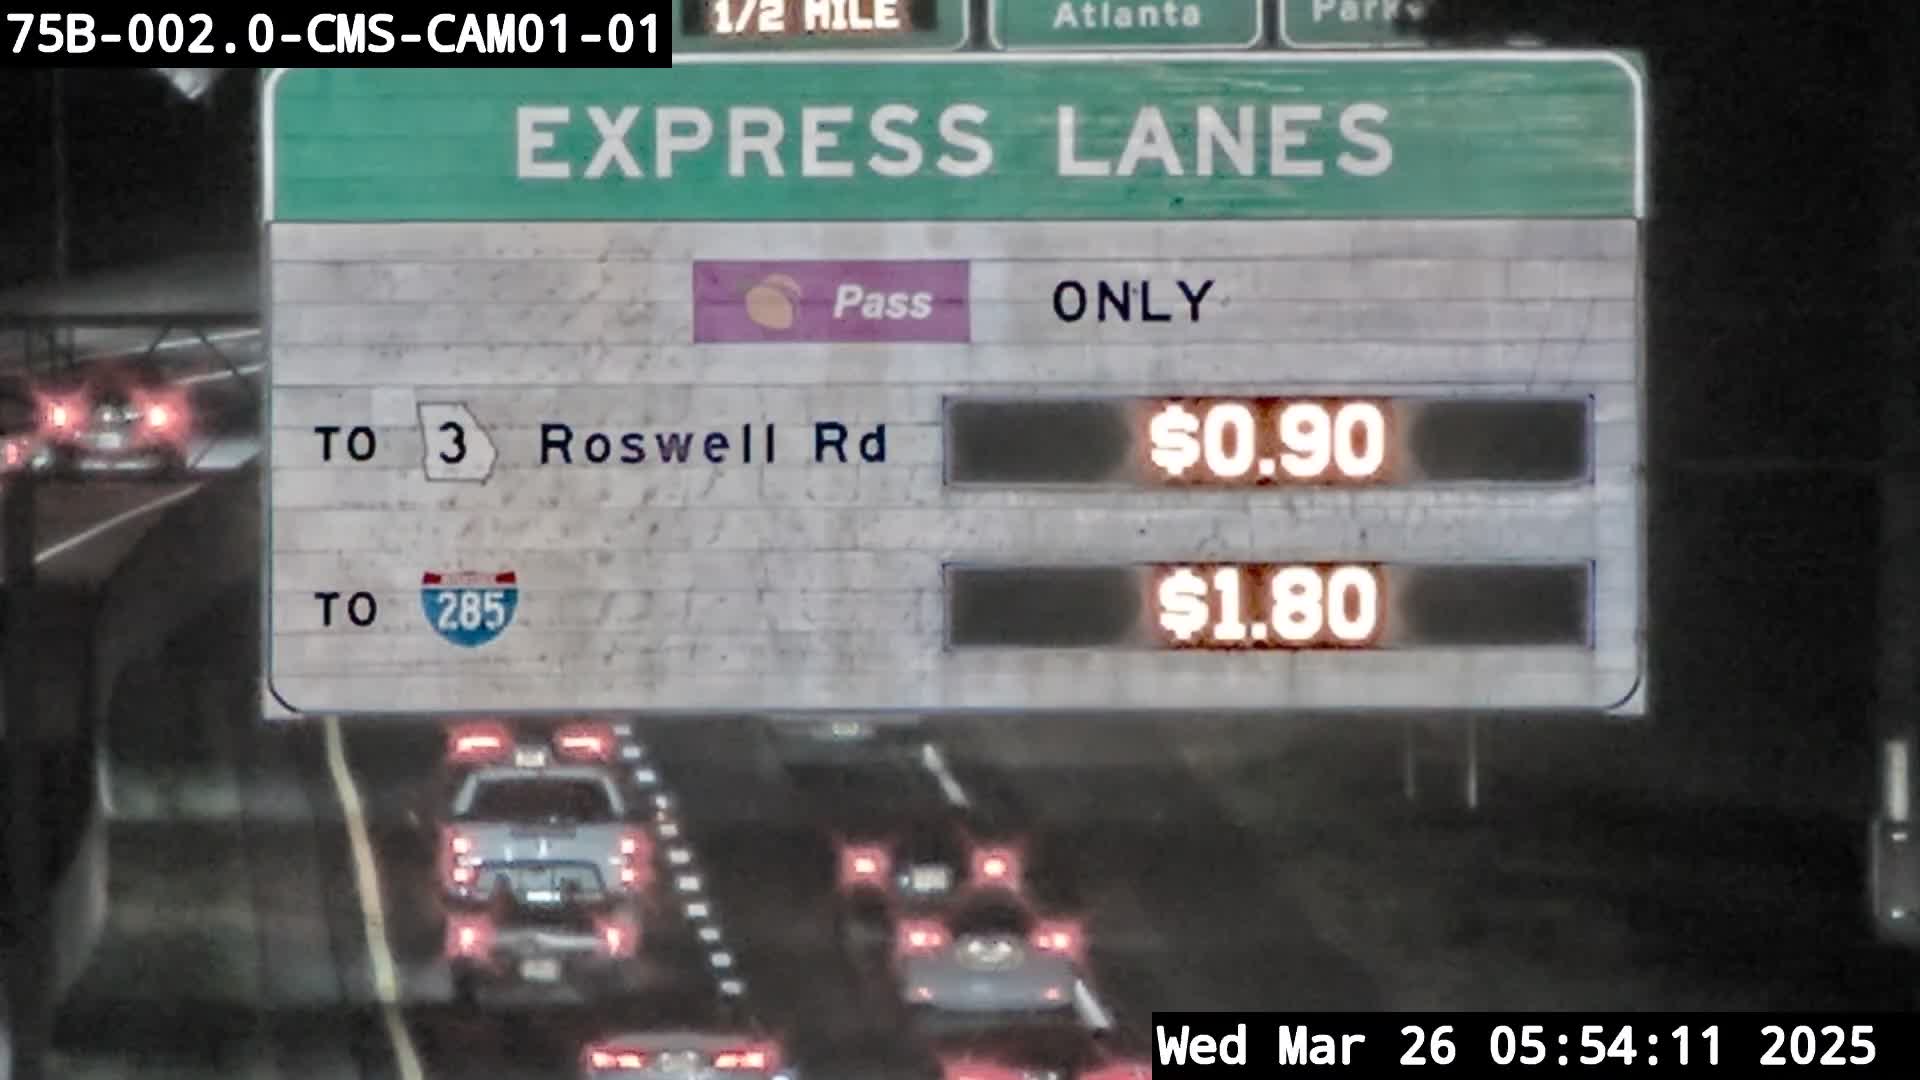 75B-002.0-CMS-CAM01-01
1/2 MILE
Atlanta
Park
EXPRESS LANES
Pass ONLY
TO 3 Roswell Rd $0.90
TO 285 $1.80
Wed Mar 26 05:54:11 2025